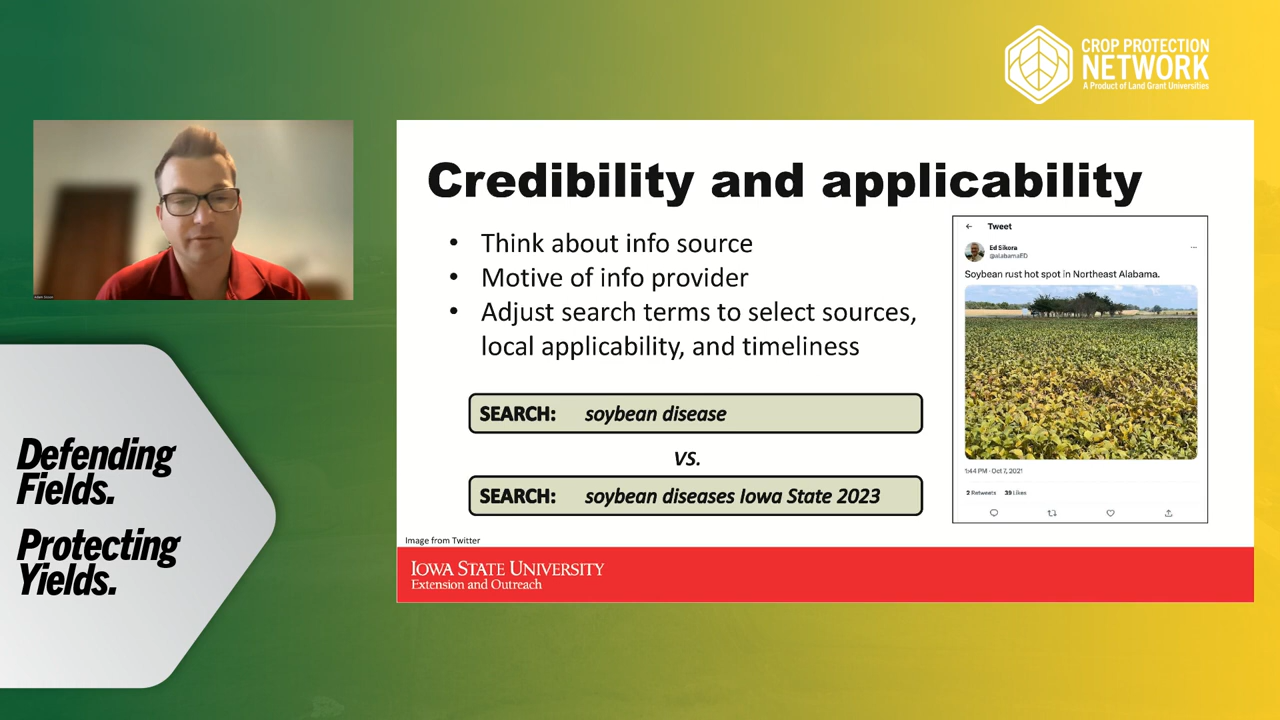 CROP PROTECTION
NETWORK
A Product of Land Grant Universities
Defending
Fields.
Protecting
Yields.
Credibility and applicability
• Think about info source
• Motive of info provider
• Adjust search terms to select sources,
local applicability, and timeliness
SEARCH: soybean disease
VS.
SEARCH: soybean diseases Iowa State 2023
Tweet
Ed Sikora
@alabamaED
Soybean rust hot spot in Northeast Alabama.
1:44 PM · Oct 7, 2021
2 Retweets 39 Likes
Image from Twitter
IOWA STATE UNIVERSITY
Extension and Outreach